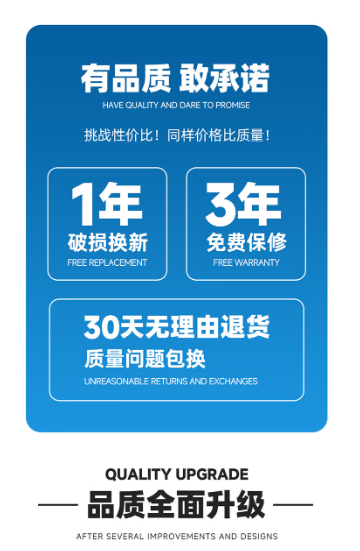 有品质 敢承诺
HAVE QUALITY AND DARE TO PROMISE
挑战性价比！同样价格比质量！
1年
破损换新
FREE REPLACEMENT
3年
免费保修
FREE WARRANTY
30天无理由退货
质量问题包换
UNREASONABLE RETURNS AND EXCHANGES
QUALITY UPGRADE
品质全面升级
AFTER SEVERAL IMPROVEMENTS AND DESIGNS